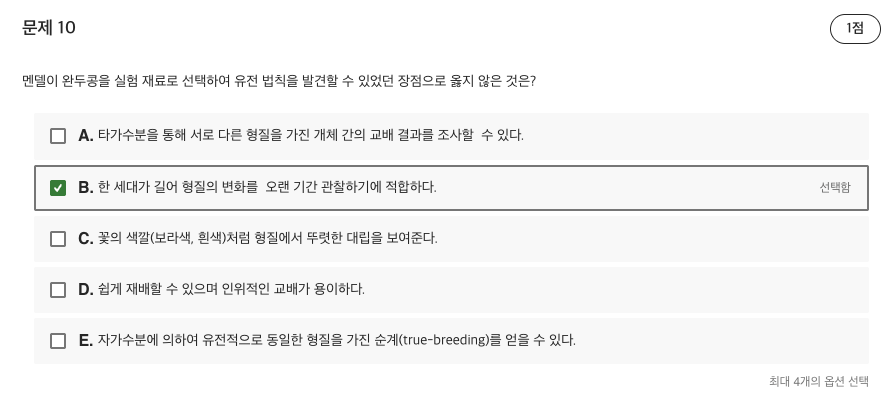 문제 10
1점
멘델이 완두콩을 실험 재료로 선택하여 유전 법칙을 발견할 수 있었던 장점으로 옳지 않은 것은?
A. 타가수분을 통해 서로 다른 형질을 가진 개체 간의 교배 결과를 조사할 수 있다.
B. 한 세대가 길어 형질의 변화를 오랜 기간 관찰하기에 적합하다.
선택함
C. 꽃의 색깔(보라색, 흰색)처럼 형질에서 뚜렷한 대립을 보여준다.
D. 쉽게 재배할 수 있으며 인위적인 교배가 용이하다.
E. 자가수분에 의하여 유전적으로 동일한 형질을 가진 순계(true-breeding)를 얻을 수 있다.
최대 4개의 옵션 선택